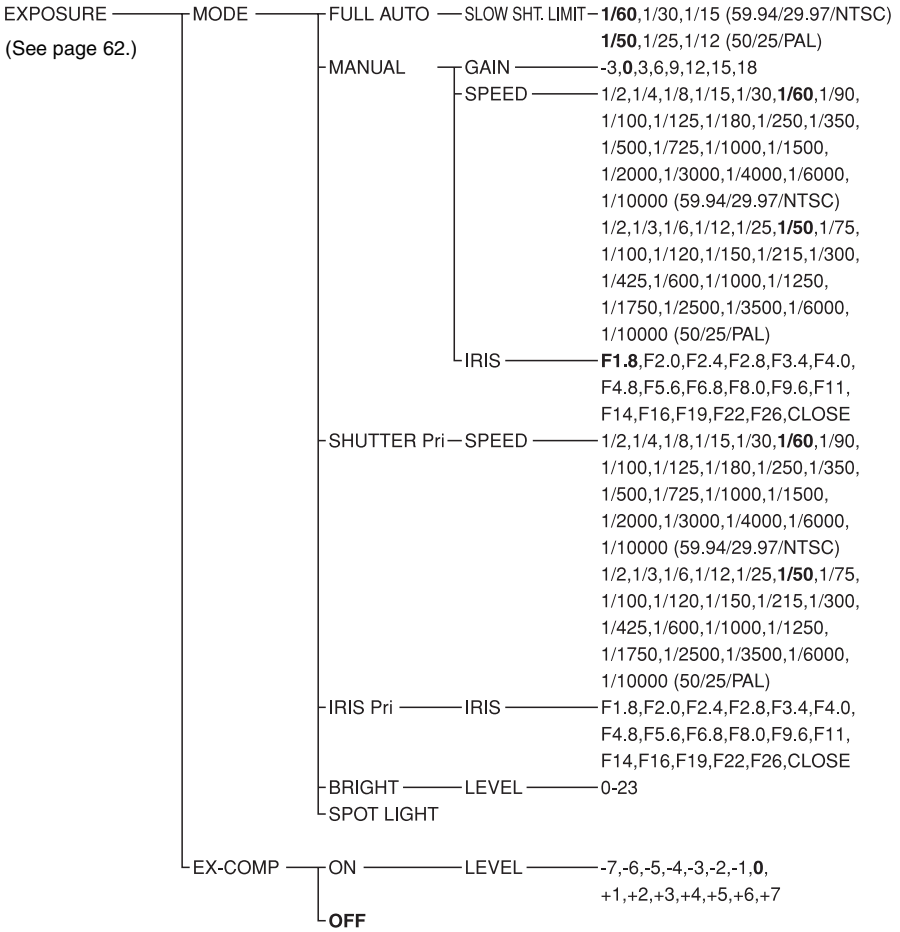 EXPOSURE MODE FULL AUTO SLOW SHT. LIMIT 1/60,1/30,1/15 (59.94/29.97/NTSC)
(See page 62.) 1/50,1/25,1/12 (50/25/PAL)
MANUAL GAIN -3,0,3,6,9,12,15,18
SPEED 1/2,1/4,1/8,1/15,1/30,1/60,1/90,
1/100,1/125,1/180,1/250,1/350,
1/500,1/725,1/1000,1/1500,
1/2000,1/3000,1/4000,1/6000,
1/10000 (59.94/29.97/NTSC)
1/2,1/3,1/6,1/12,1/25,1/50,1/75,
1/100,1/120,1/150,1/215,1/300,
1/425,1/600,1/1000,1/1250,
1/1750,1/2500,1/3500,1/6000,
1/10000 (50/25/PAL)
IRIS F1.8,F2.0,F2.4,F2.8,F3.4,F4.0,
F4.8,F5.6,F6.8,F8.0,F9.6,F11,
F14,F16,F19,F22,F26,CLOSE
SHUTTER Pri SPEED 1/2,1/4,1/8,1/15,1/30,1/60,1/90,
1/100,1/125,1/180,1/250,1/350,
1/500,1/725,1/1000,1/1500,
1/2000,1/3000,1/4000,1/6000,
1/10000 (59.94/29.97/NTSC)
1/2,1/3,1/6,1/12,1/25,1/50,1/75,
1/100,1/120,1/150,1/215,1/300,
1/425,1/600,1/1000,1/1250,
1/1750,1/2500,1/3500,1/6000,
1/10000 (50/25/PAL)
IRIS Pri IRIS F1.8,F2.0,F2.4,F2.8,F3.4,F4.0,
F4.8,F5.6,F6.8,F8.0,F9.6,F11,
F14,F16,F19,F22,F26,CLOSE
BRIGHT LEVEL 0-23
SPOT LIGHT
EX-COMP ON LEVEL -7,-6,-5,-4,-3,-2,-1,0,
+1,+2,+3,+4,+5,+6,+7
OFF